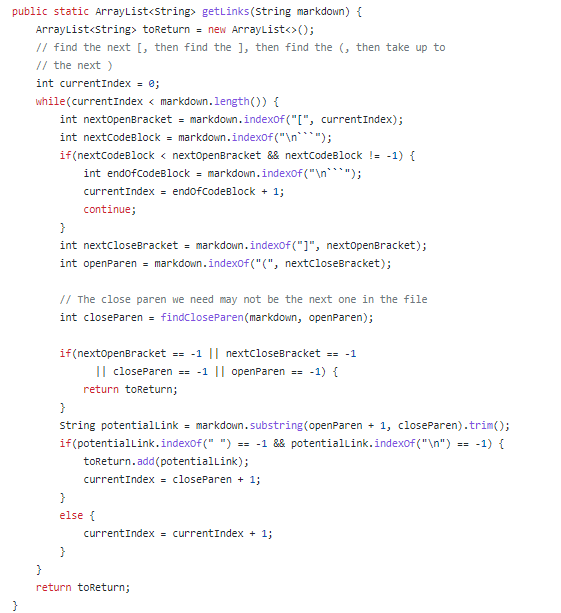 public static ArrayList<String> getLinks(String markdown) {
    ArrayList<String> toReturn = new ArrayList<>();
    // find the next [, then find the ], then find the (, then take up to
    // the next )
    int currentIndex = 0;
    while(currentIndex < markdown.length()) {
        int nextOpenBracket = markdown.indexOf("[", currentIndex);
        int nextCodeBlock = markdown.indexOf("\n```");
        if(nextCodeBlock < nextOpenBracket && nextCodeBlock != -1) {
            int endOfCodeBlock = markdown.indexOf("\n```");
            currentIndex = endOfCodeBlock + 1;
            continue;
        }
        int nextCloseBracket = markdown.indexOf("]", nextOpenBracket);
        int openParen = markdown.indexOf("(", nextCloseBracket);

        // The close paren we need may not be the next one in the file
        int closeParen = findCloseParen(markdown, openParen);

        if(nextOpenBracket == -1 || nextCloseBracket == -1
              || closeParen == -1 || openParen == -1) {
            return toReturn;
        }
        String potentialLink = markdown.substring(openParen + 1, closeParen).trim();
        if(potentialLink.indexOf(" ") == -1 && potentialLink.indexOf("\n") == -1) {
            toReturn.add(potentialLink);
            currentIndex = closeParen + 1;
        }
        else {
            currentIndex = currentIndex + 1;
        }
    }
    return toReturn;
}